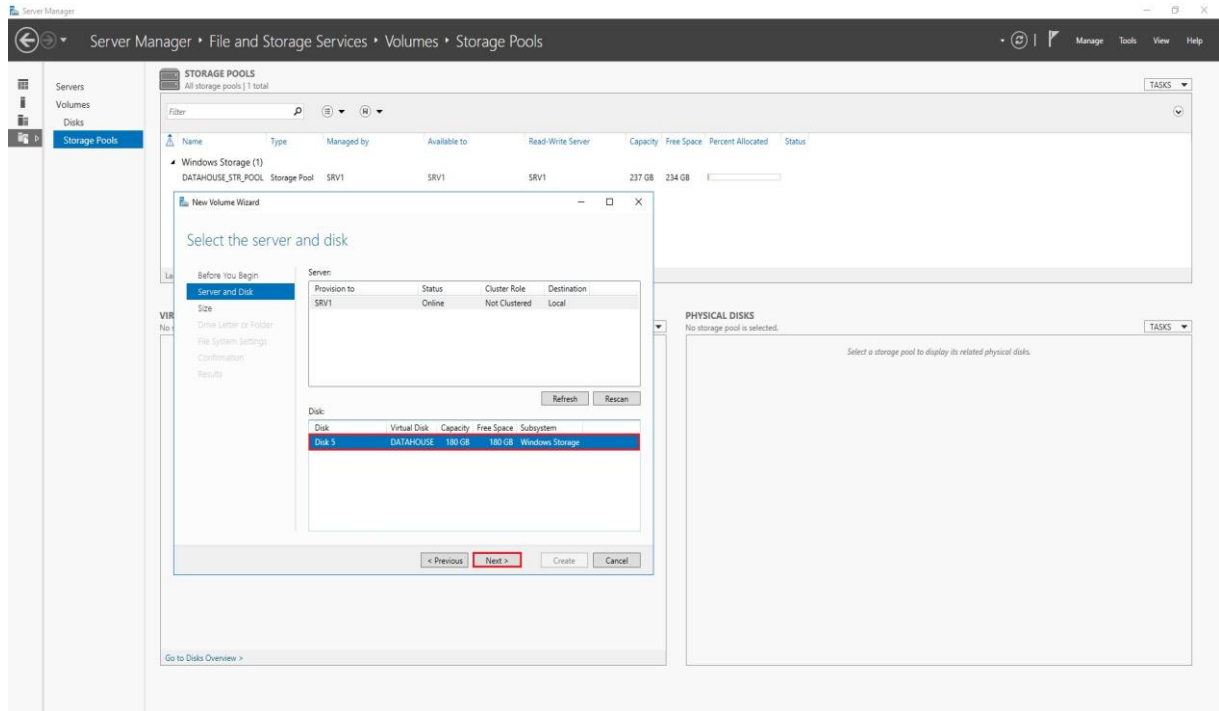 Server Manager
Server Manager ‣ File and Storage Services ‣ Volumes ‣ Storage Pools
Manage Tools View Help
Servers
Volumes
Disks
Storage Pools
STORAGE POOLS
All storage pools | 1 total
TASKS
Filter
Name Type Managed by Available to Read-Write Server Capacity Free Space Percent Allocated Status
Windows Storage (1)
DATAHOUSE_STR_POOL Storage Pool SRV1 SRV1 SRV1 237 GB 234 GB
New Volume Wizard
Select the server and disk
Before You Begin
Server and Disk
Size
Drive Letter or Folder
File System Settings
Confirmation
Results
Server:
Provision to Status Cluster Role Destination
SRV1 Online Not Clustered Local
Refresh Rescan
Disk:
Disk Virtual Disk Capacity Free Space Subsystem
Disk 5 DATAHOUSE 180 GB 180 GB Windows Storage
< Previous Next > Create Cancel
La
VIR
No
PHYSICAL DISKS
No storage pool is selected.
TASKS
Select a storage pool to display its related physical disks.
Go to Disks Overview >